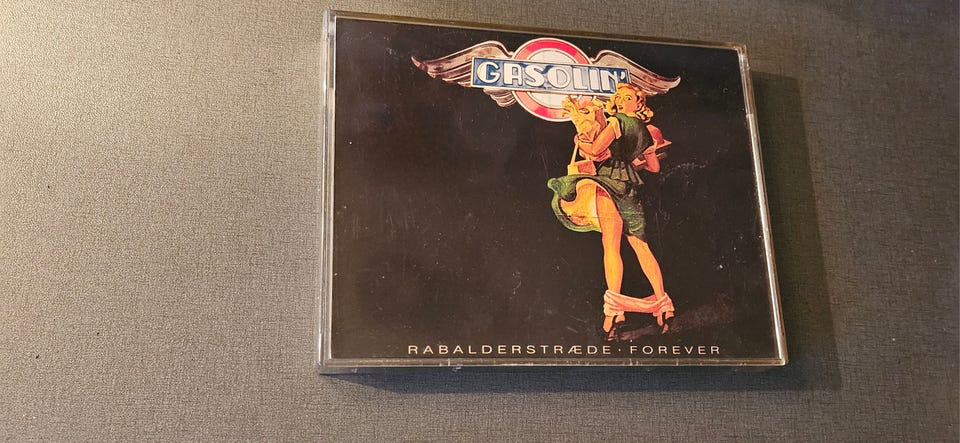 GASOLIN'
RABALDERSTRÆDE · FOREVER